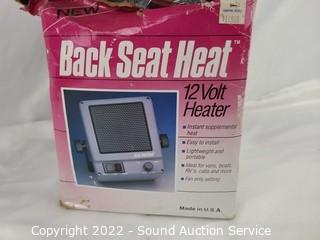 NEW
Back Seat Heat™
12 Volt
Heater
• Instant supplemental
heat
• Easy to install
• Lightweight and
portable
• Ideal for vans, boats,
RV's, cabs and more
• Fan only setting
Made in U.S.A.
Copyright 2022 - Sound Auction Service